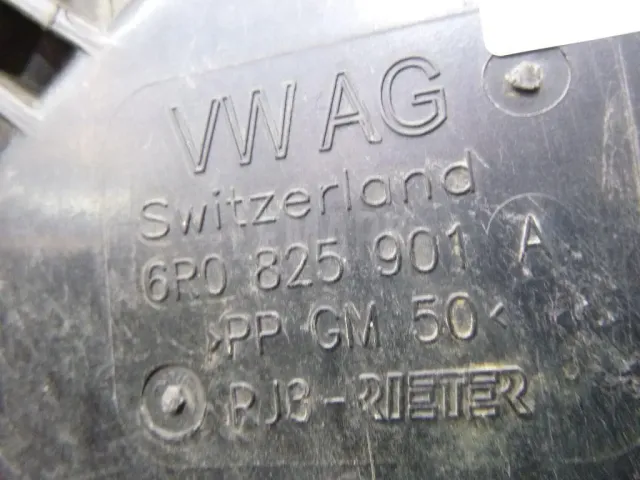 VW AG
Switzerland
6R0 825 901 A
>PP GM 50<
RJB-RIETER